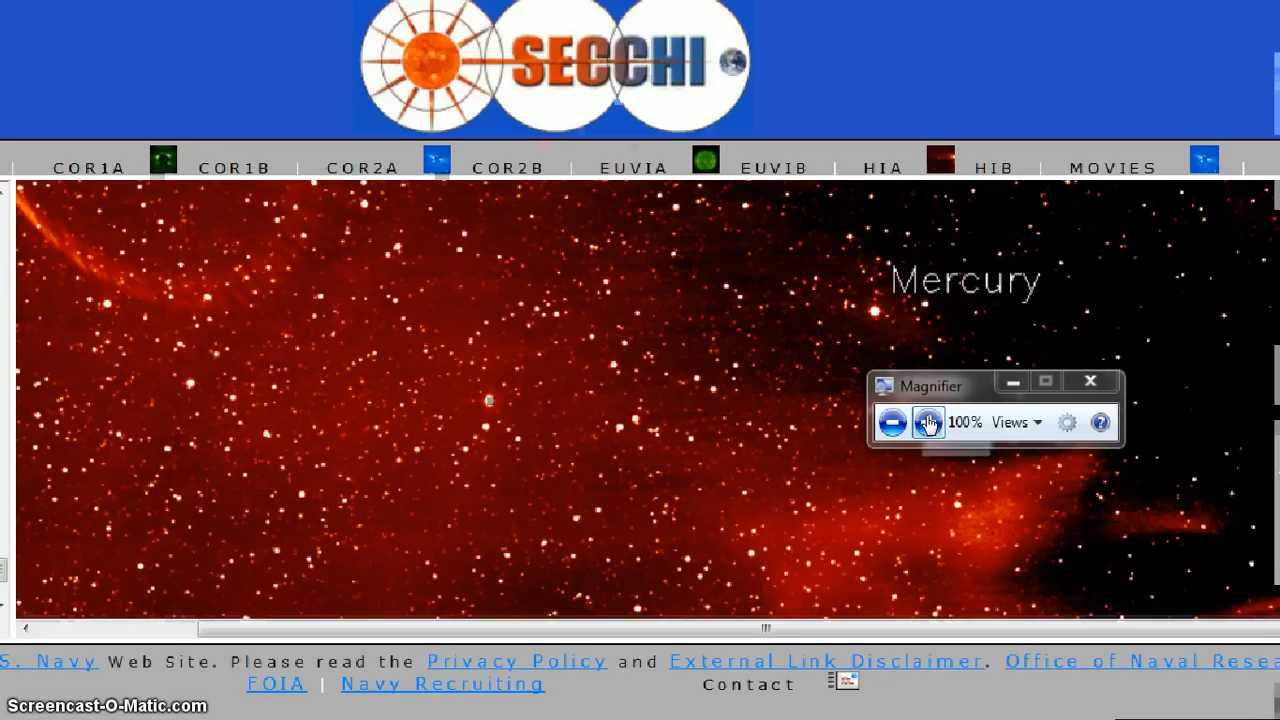 SECCHI
COR1A COR1B COR2A COR2B EUVIA EUVIB HIA HIB MOVIES
Mercury
Magnifier
100% Views
S. Navy Web Site. Please read the Privacy Policy and External Link Disclaimer. Office of Naval Resea
FOIA | Navy Recruiting Contact
Screencast-O-Matic.com